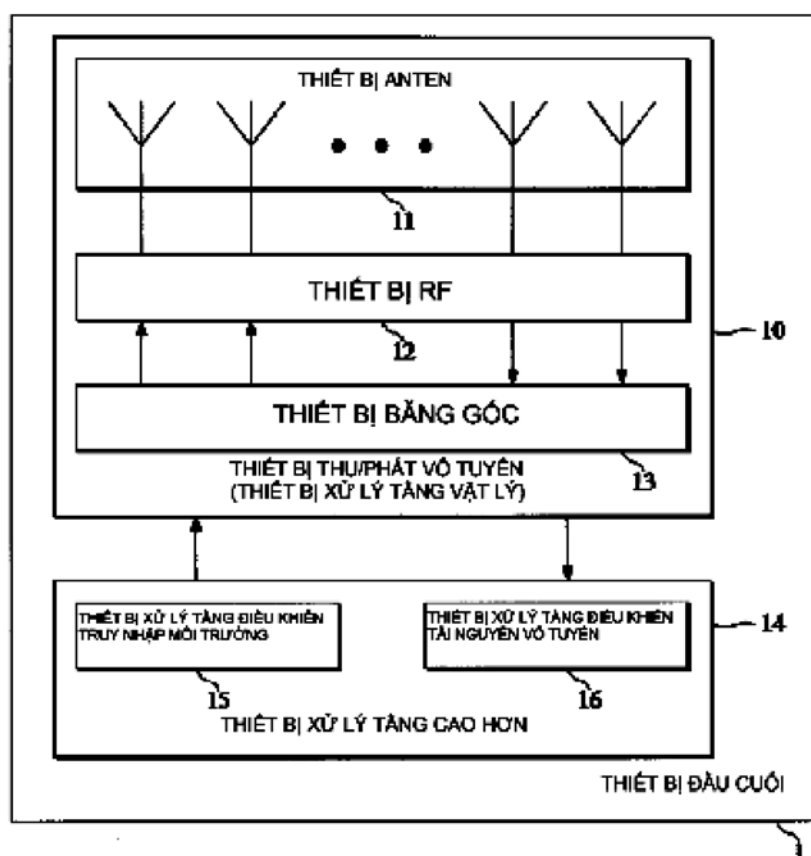 THIẾT BỊ ANTEN
11
THIẾT BỊ RF
12
10
THIẾT BỊ BĂNG GỐC
13
THIẾT BỊ THU/PHÁT VÔ TUYẾN
(THIẾT BỊ XỬ LÝ TẦNG VẬT LÝ)
THIẾT BỊ XỬ LÝ TẦNG ĐIỀU KHIỂN
TRUY NHẬP MÔI TRƯỜNG
15
THIẾT BỊ XỬ LÝ TẦNG ĐIỀU KHIỂN
TÀI NGUYÊN VÔ TUYẾN
16
14
THIẾT BỊ XỬ LÝ TẦNG CAO HƠN
THIẾT BỊ ĐẦU CUỐI
1